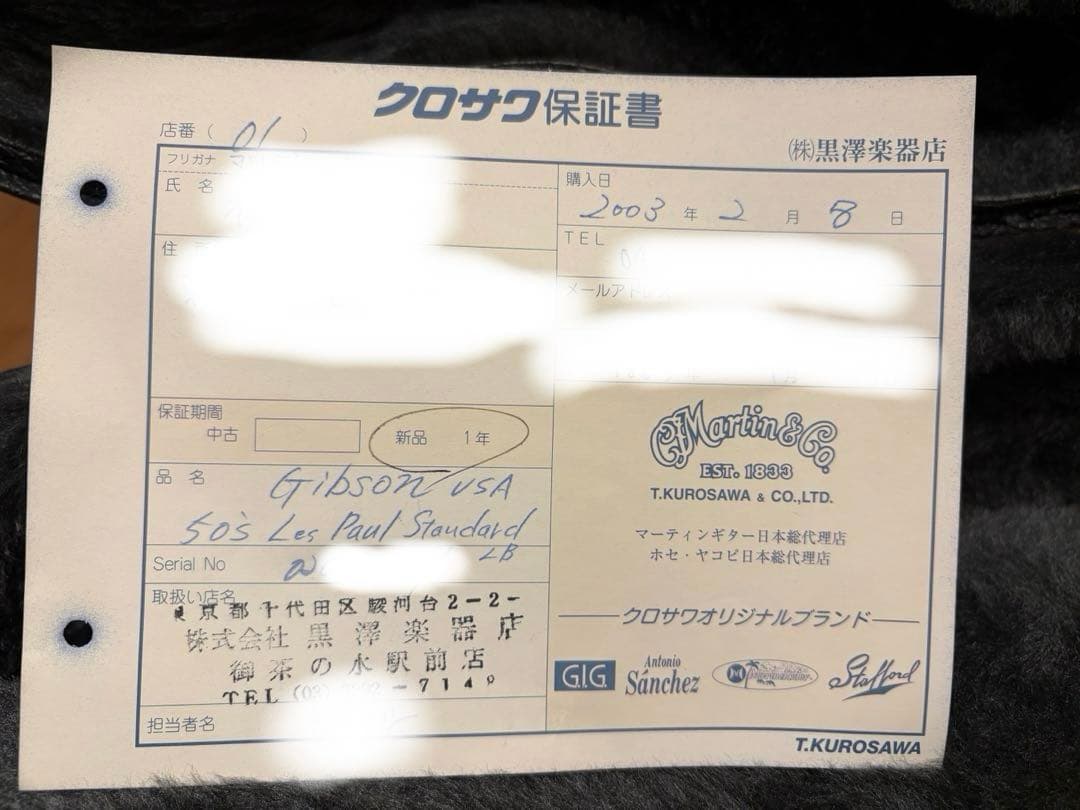 クロサワ保証書
店番 ( 01 )
㈱黒澤楽器店
フリガナ
氏 名
購入日
2003 年 2 月 8 日
TEL
住
メールアドレス
保証期間
中古
新品 1年
品 名
Gibson USA
50's Les Paul Standard
LB
Serial No
取扱い店名
東京都千代田区駿河台2-2-
株式会社 黒澤楽器店
御茶の水駅前店
TEL (03) - 7149
担当者名
C.F. Martin & Co.
EST. 1833
T.KUROSAWA & CO.,LTD.
マーティンギター日本総代理店
ホセ・ヤコピ日本総代理店
クロサワオリジナルブランド
G.I.G.
Antonio
Sánchez
Stafford
T.KUROSAWA